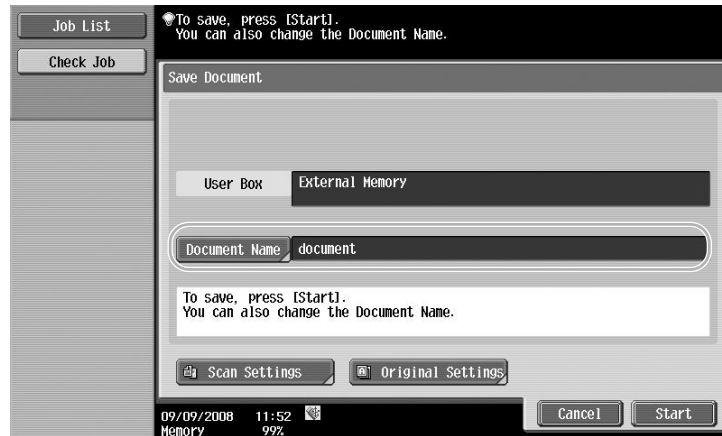 Job List
Check Job
To save, press [Start].
You can also change the Document Name.
Save Document
User Box
External Memory
Document Name
document
To save, press [Start].
You can also change the Document Name.
Scan Settings
Original Settings
09/09/2008 11:52
Memory 99%
Cancel
Start